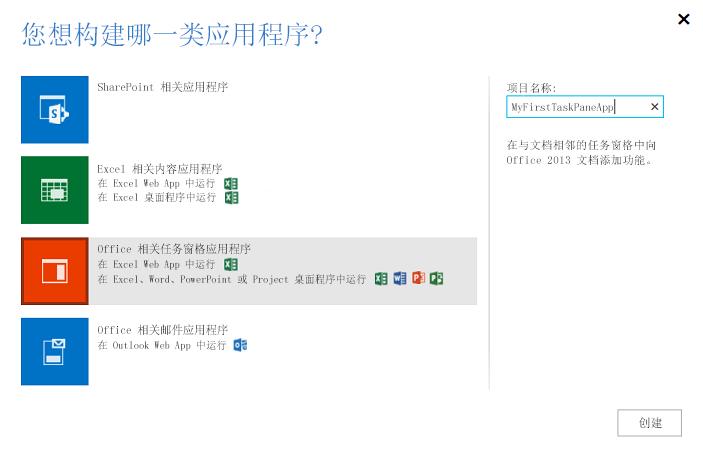 您想构建哪一类应用程序?
SharePoint 相关应用程序
Excel 相关内容应用程序
在 Excel Web App 中运行
在 Excel 桌面程序中运行
Office 相关任务窗格应用程序
在 Excel Web App 中运行
在 Excel、Word、PowerPoint 或 Project 桌面程序中运行
Office 相关邮件应用程序
在 Outlook Web App 中运行
项目名称:
MyFirstTaskPaneApp
在与文档相邻的任务窗格中向
Office 2013 文档添加功能。
创建